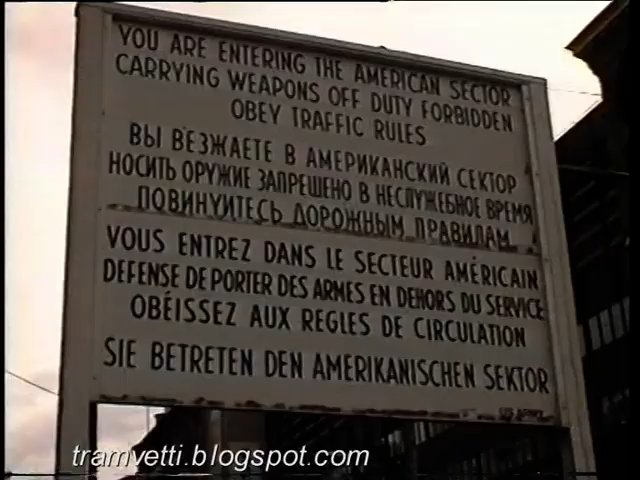 YOU ARE ENTERING THE AMERICAN SECTOR
CARRYING WEAPONS OFF DUTY FORBIDDEN
OBEY TRAFFIC RULES
ВЫ ВЪЕЗЖАЕТЕ В АМЕРИКАНСКИЙ СЕКТОР
НОСИТЬ ОРУЖИЕ ЗАПРЕЩЕНО В НЕСЛУЖЕБНОЕ ВРЕМЯ
ПОВИНУЙТЕСЬ ДОРОЖНЫМ ПРАВИЛАМ
VOUS ENTREZ DANS LE SECTEUR AMÉRICAIN
DEFENSE DE PORTER DES ARMES EN DEHORS DU SERVICE
OBÉISSEZ AUX REGLES DE CIRCULATION
SIE BETRETEN DEN AMERIKANISCHEN SEKTOR
US ARMY
tramvetti.blogspot.com